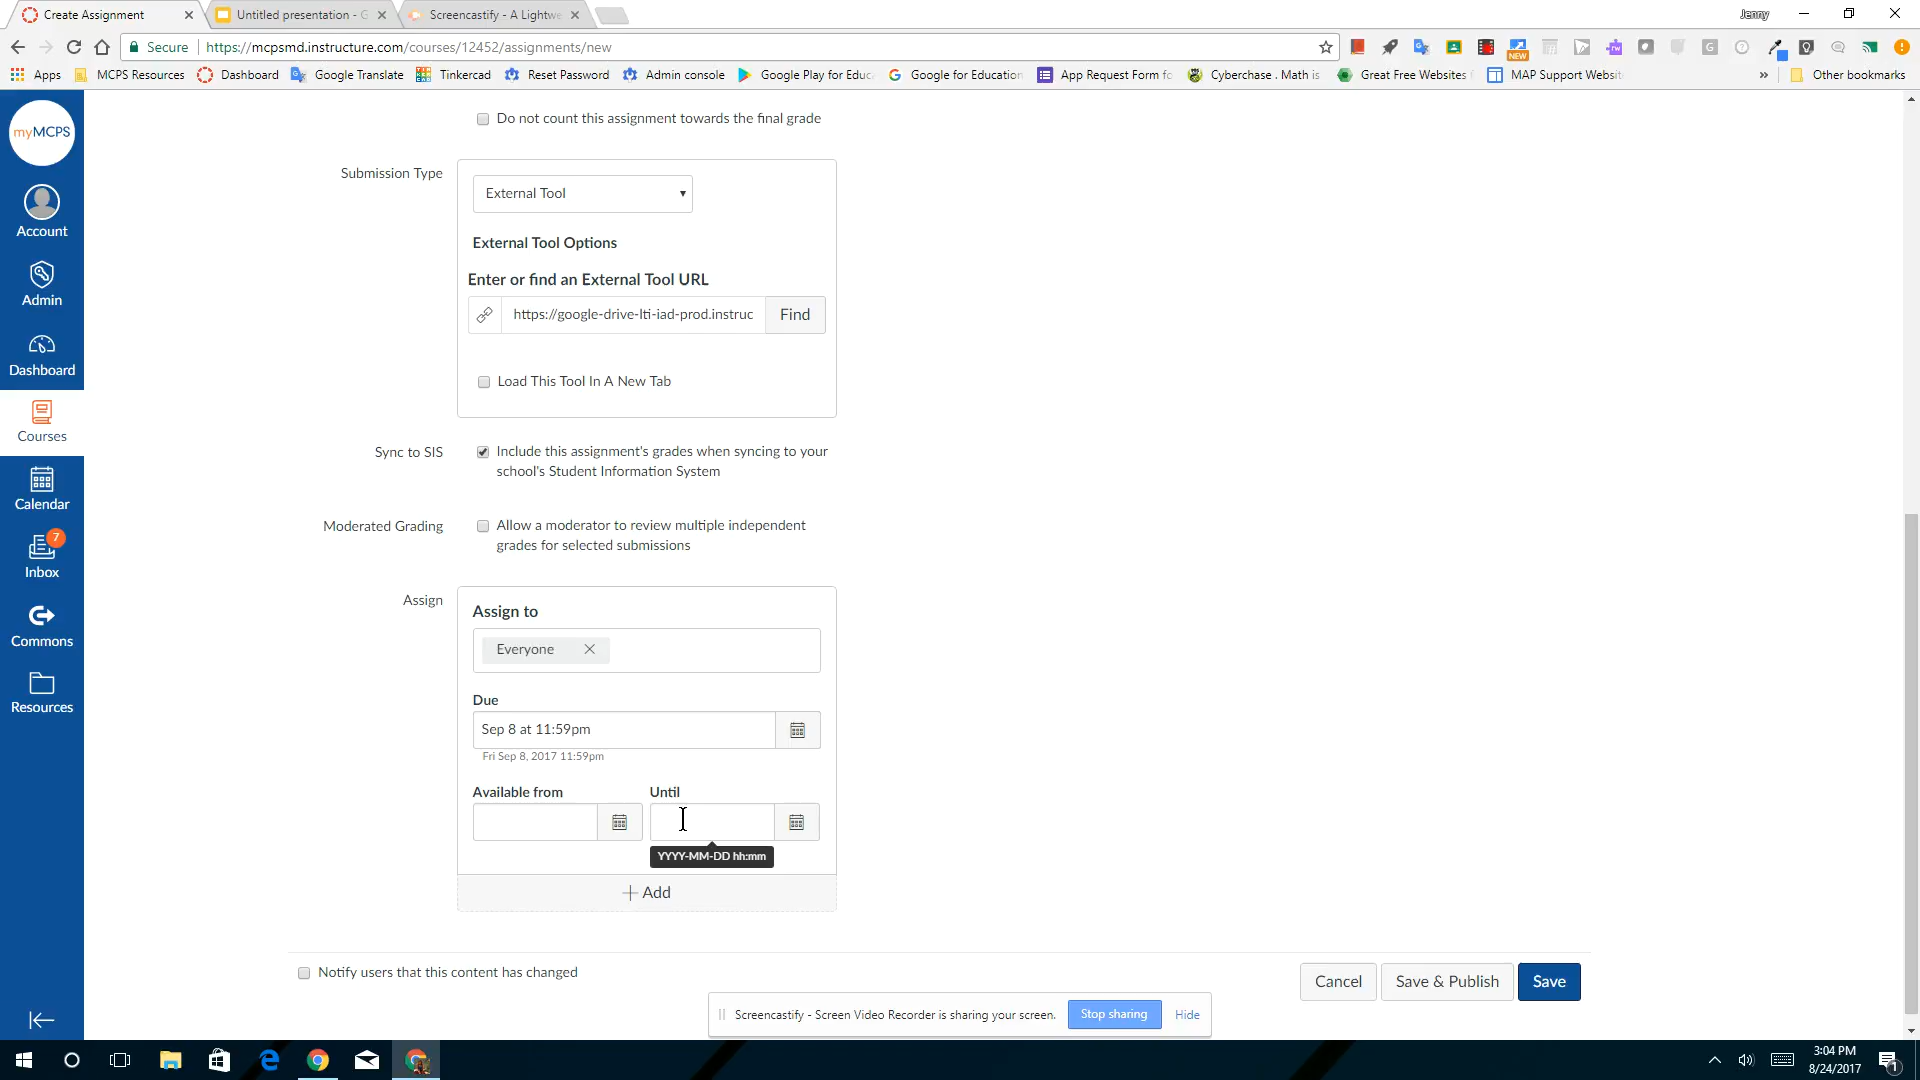 Create Assignment
Untitled presentation - G
Screencastify - A Lightwe
Jenny
Secure
https://mcpsmd.instructure.com/courses/12452/assignments/new
NEW
Apps
MCPS Resources
Dashboard
Google Translate
Tinkercad
Reset Password
Admin console
Google Play for Educ
Google for Education
App Request Form fo
Cyberchase . Math is
Great Free Websites
MAP Support Websit
»
Other bookmarks
myMCPS
Account
Admin
Dashboard
Courses
Calendar
7
Inbox
Commons
Resources
Do not count this assignment towards the final grade
Submission Type
External Tool
External Tool Options
Enter or find an External Tool URL
https://google-drive-lti-iad-prod.instruc
Find
Load This Tool In A New Tab
Sync to SIS
Include this assignment's grades when syncing to your
school's Student Information System
Moderated Grading
Allow a moderator to review multiple independent
grades for selected submissions
Assign
Assign to
Everyone
Due
Sep 8 at 11:59pm
Fri Sep 8, 2017 11:59pm
Available from
Until
YYYY-MM-DD hh:mm
+ Add
Notify users that this content has changed
Cancel
Save & Publish
Save
Screencastify - Screen Video Recorder is sharing your screen.
Stop sharing
Hide
3:04 PM
8/24/2017
1